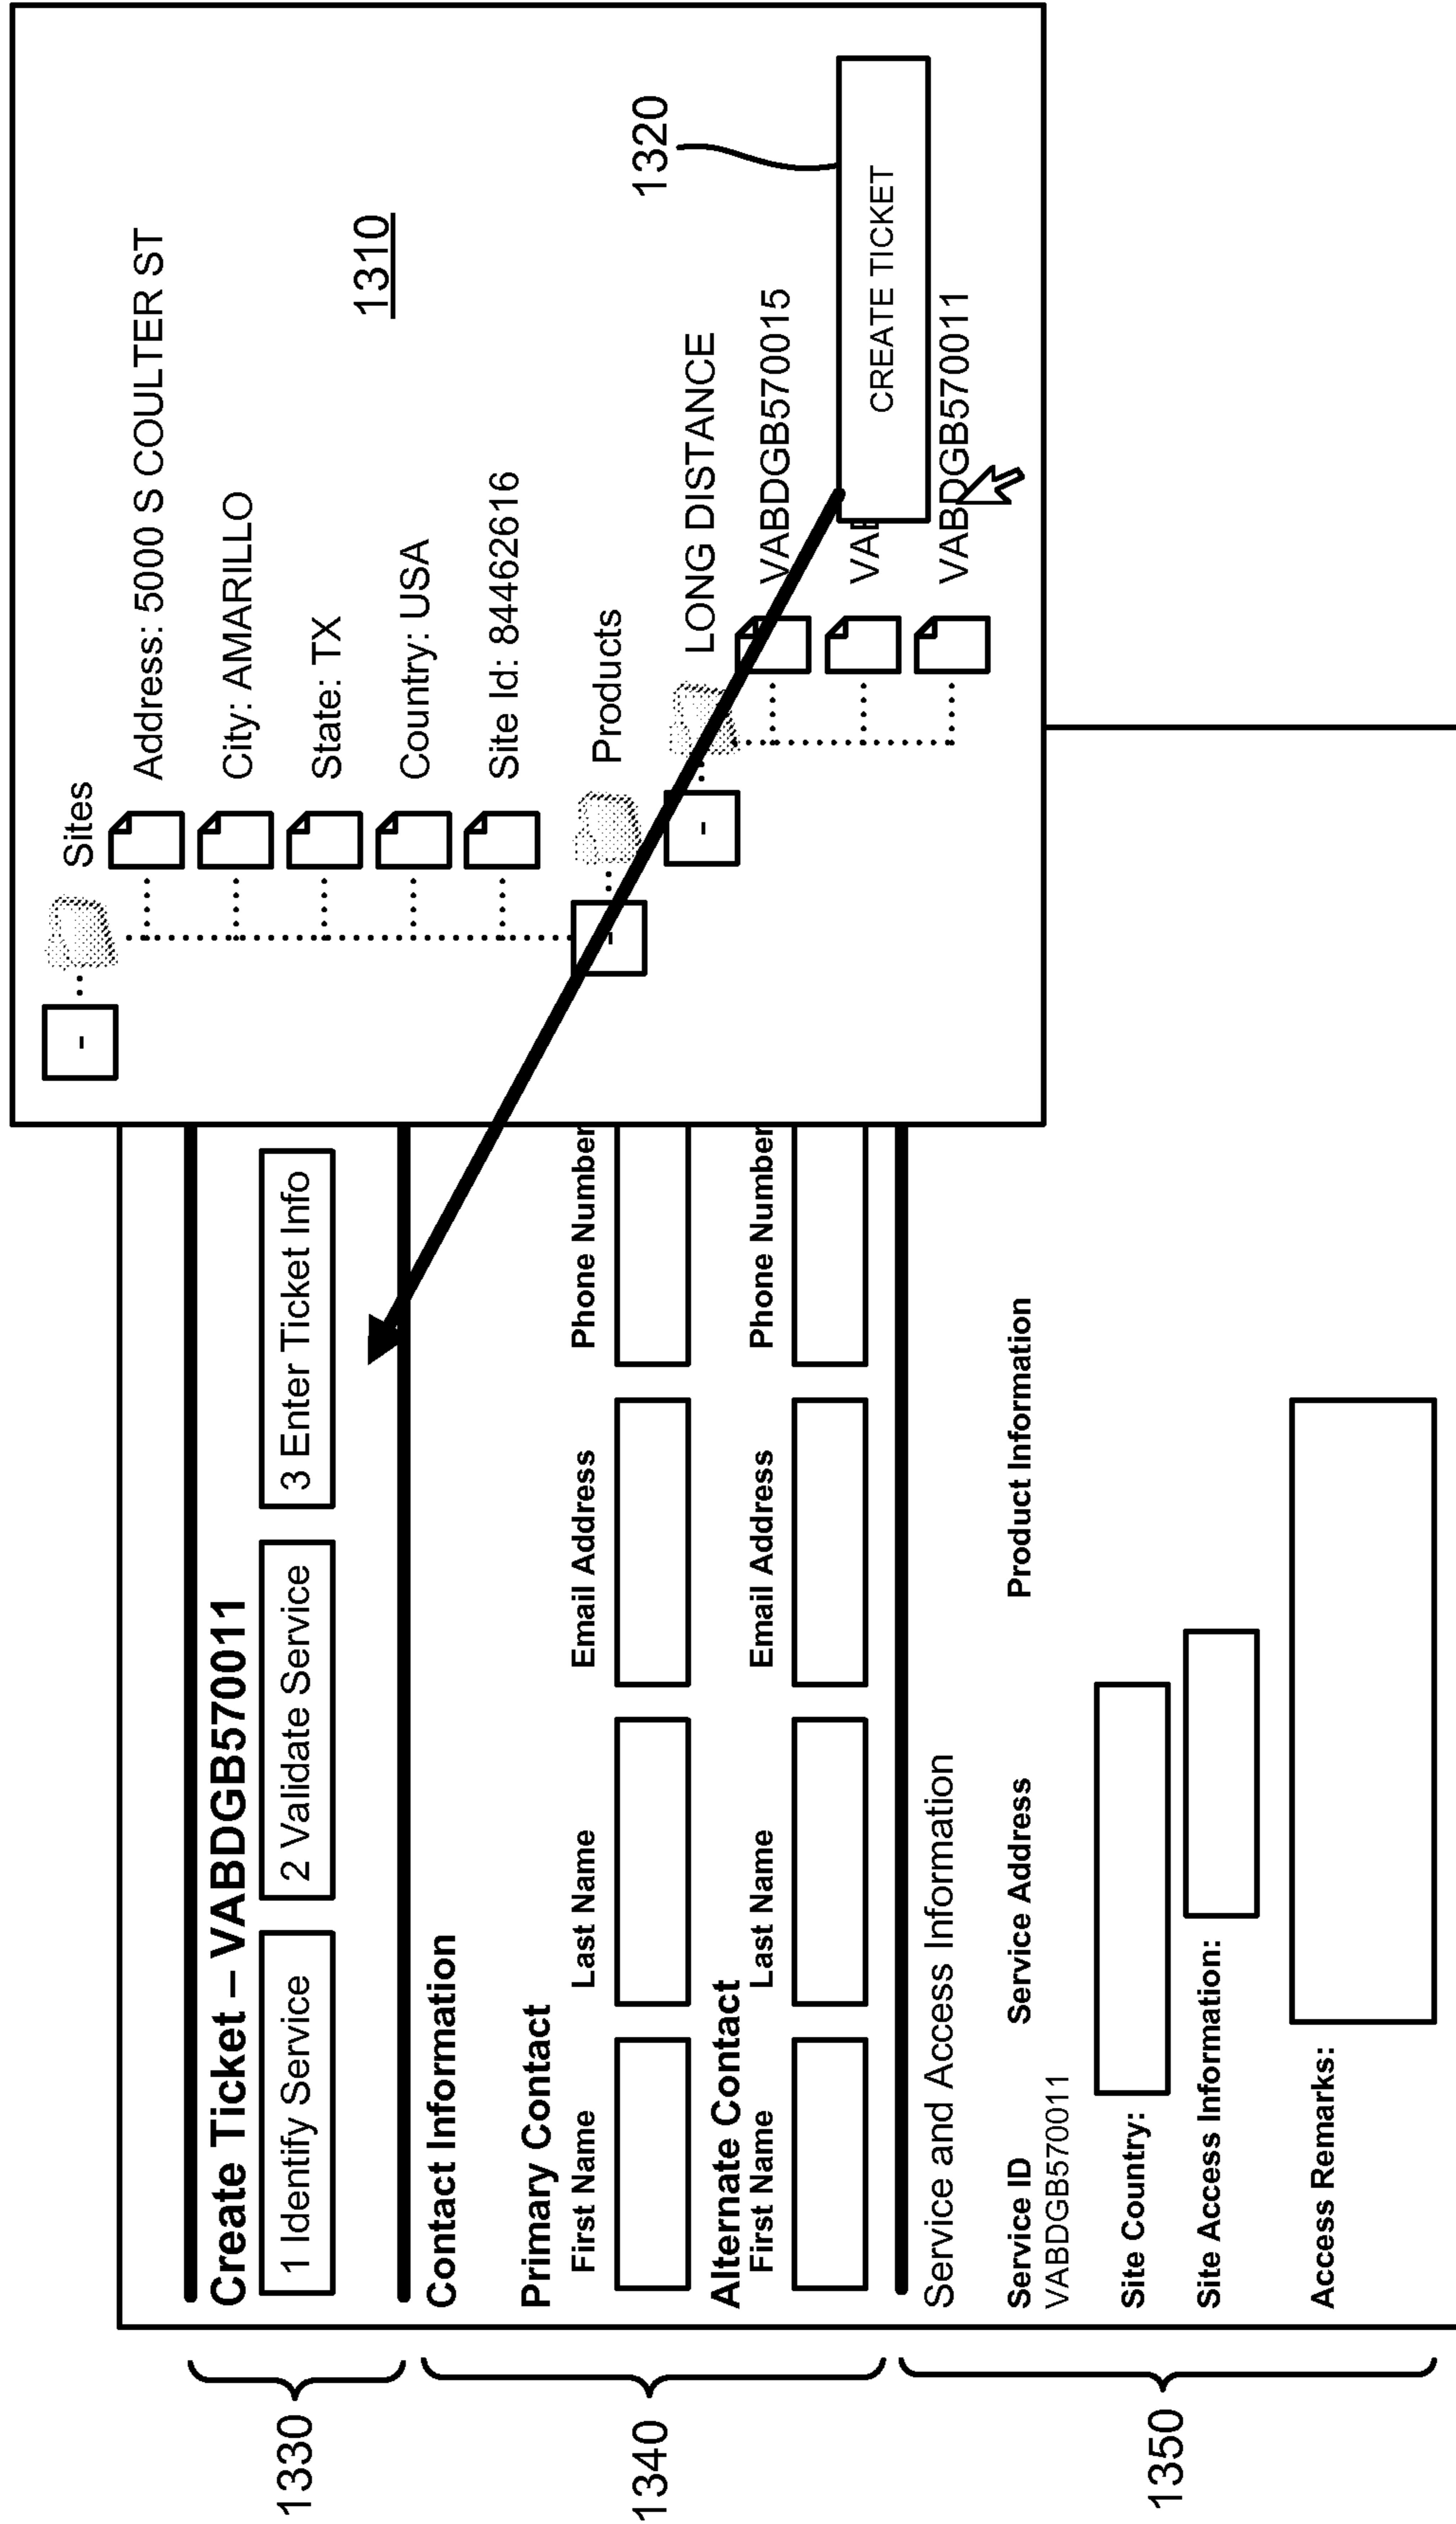 Sites
Address: 5000 S COULTER ST
City: AMARILLO
State: TX
1310
Country: USA
Site Id: 84462616
Products
1320
LONG DISTANCE
VABDGB570015
CREATE TICKET
VABDGB570011
1330
Create Ticket – VABDGB570011
1 Identify Service 2 Validate Service 3 Enter Ticket Info
1340
Contact Information
Primary Contact
First Name Last Name Email Address Phone Number
Alternate Contact
First Name Last Name Email Address Phone Number
1350
Service and Access Information
Service ID Service Address Product Information
VABDGB570011
Site Country:
Site Access Information:
Access Remarks: